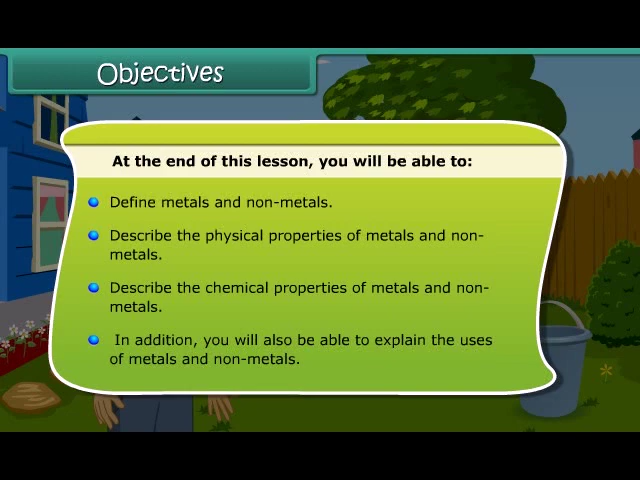 Objectives
At the end of this lesson, you will be able to:
Define metals and non-metals.
Describe the physical properties of metals and non-
metals.
Describe the chemical properties of metals and non-
metals.
In addition, you will also be able to explain the uses
of metals and non-metals.